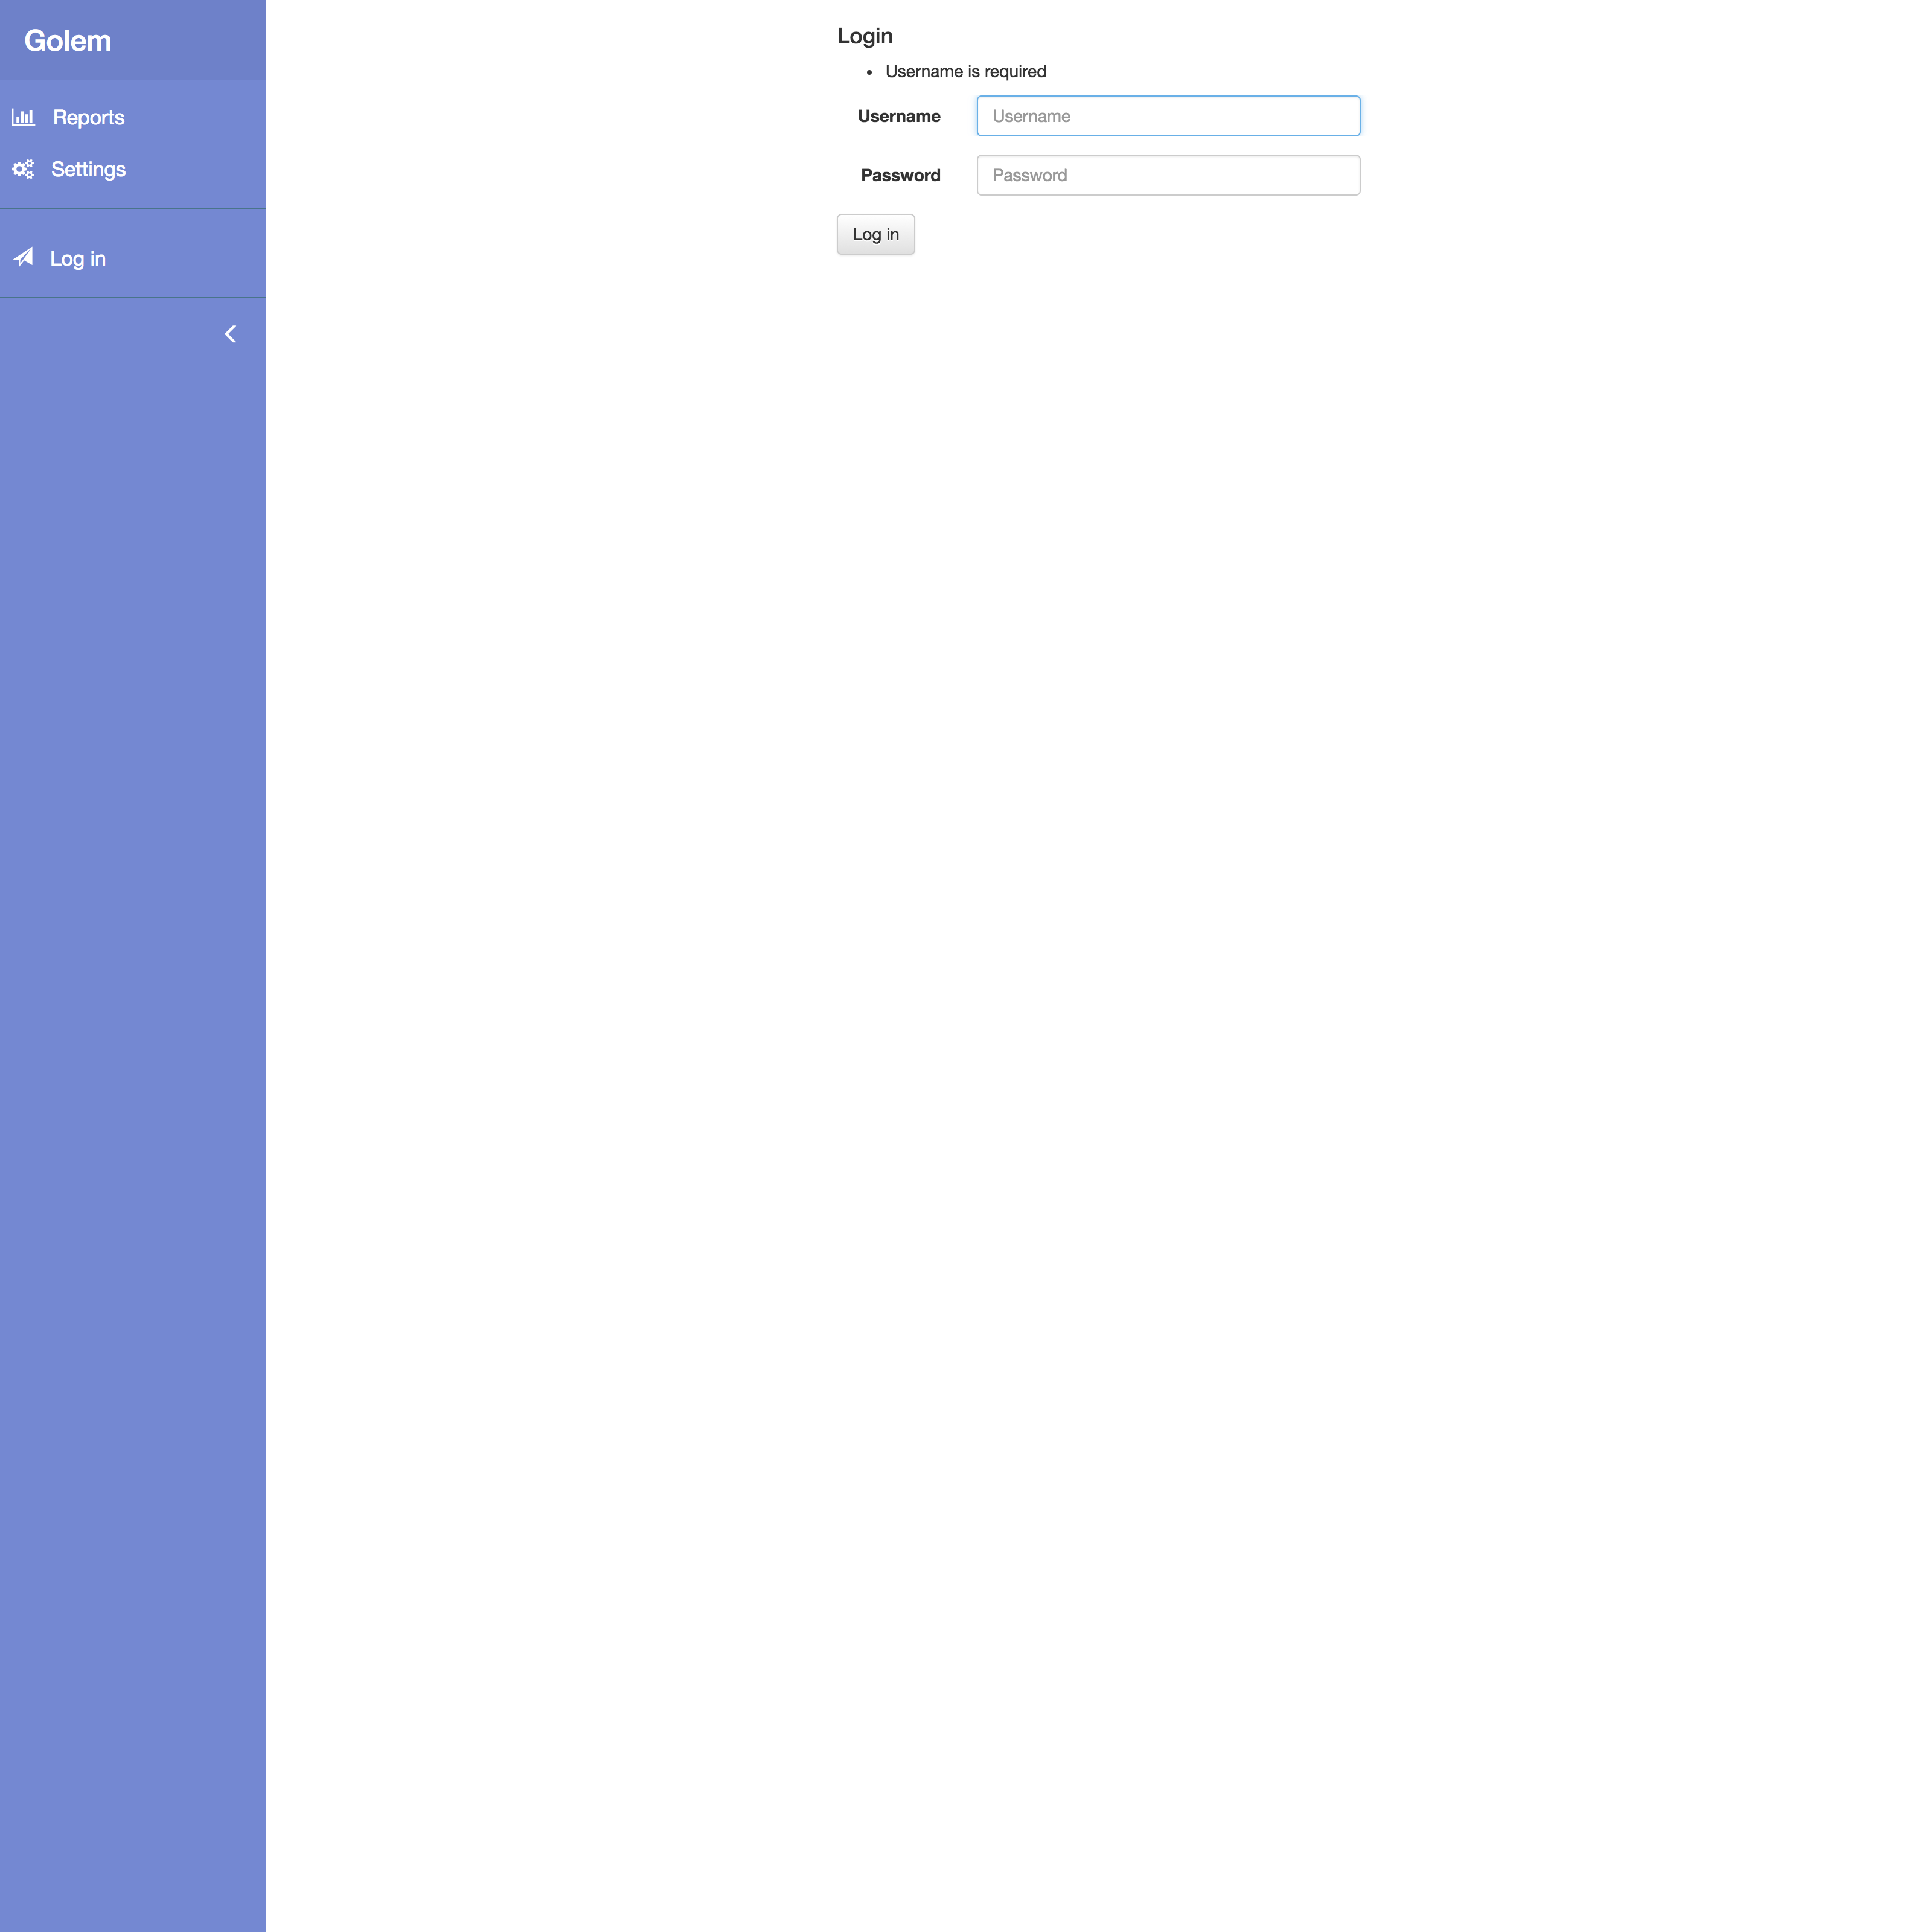 Golem
Reports
Settings
Log in
Login
• Username is required
Username Username
Password Password
Log in